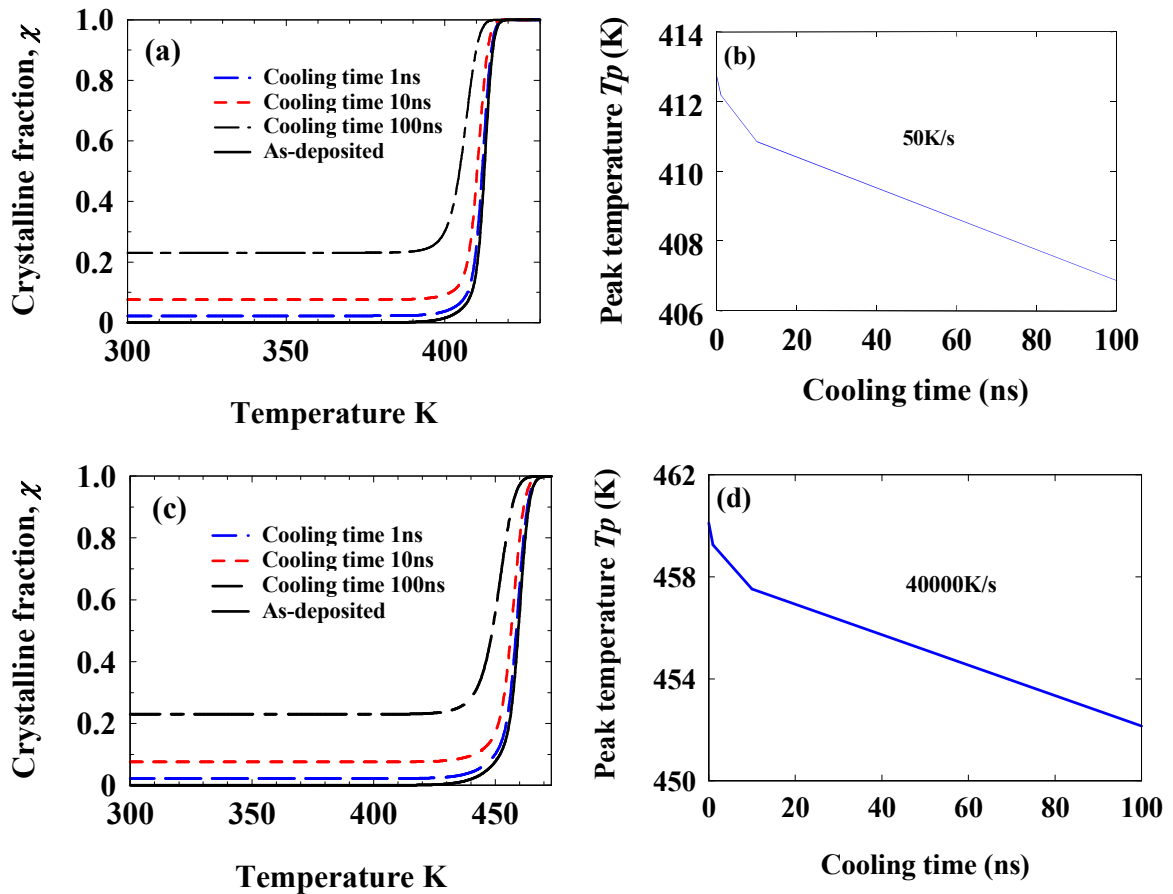 (a)
Crystalline fraction, χ
1.0
0.8
0.6
0.4
0.2
0
Cooling time 1ns
Cooling time 10ns
Cooling time 100ns
As-deposited
300
350
400
Temperature K
(b)
Peak temperature Tp (K)
414
412
410
408
406
50K/s
0
20
40
60
80
100
Cooling time (ns)
(c)
Crystalline fraction, χ
1.0
0.8
0.6
0.4
0.2
0
Cooling time 1ns
Cooling time 10ns
Cooling time 100ns
As-deposited
300
350
400
450
Temperature K
(d)
Peak temperature Tp (K)
462
458
454
450
40000K/s
0
20
40
60
80
100
Cooling time (ns)